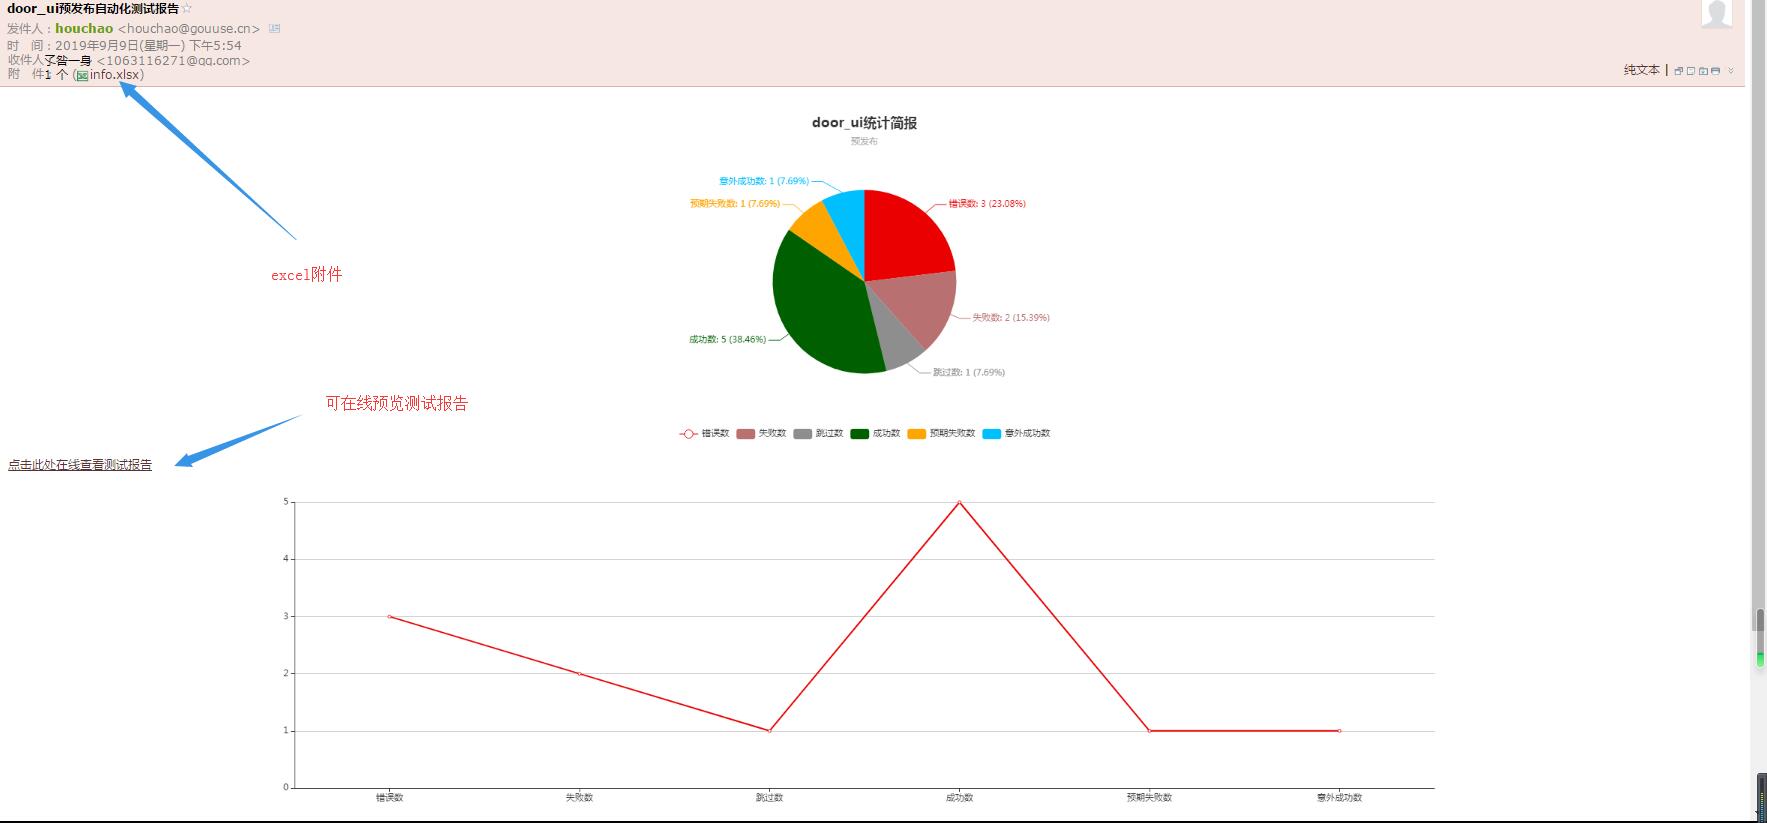 door_ui预发布自动化测试报告☆
发件人：houchao <houchao@gouuse.cn>
时 间：2019年9月9日(星期一) 下午5:54
收件人 孑然一身 <1063116271@qq.com>
附 件 1 个 (info.xlsx)
纯文本 |
excel附件
door_ui统计简报
预发布
意外成功数: 1 (7.69%)
预期失败数: 1 (7.69%)
错误数: 3 (23.08%)
失败数: 2 (15.39%)
成功数: 5 (38.46%)
跳过数: 1 (7.69%)
可在线预览测试报告
错误数 失败数 跳过数 成功数 预期失败数 意外成功数
点击此处在线查看测试报告
5
4
3
2
1
0
错误数 失败数 跳过数 成功数 预期失败数 意外成功数